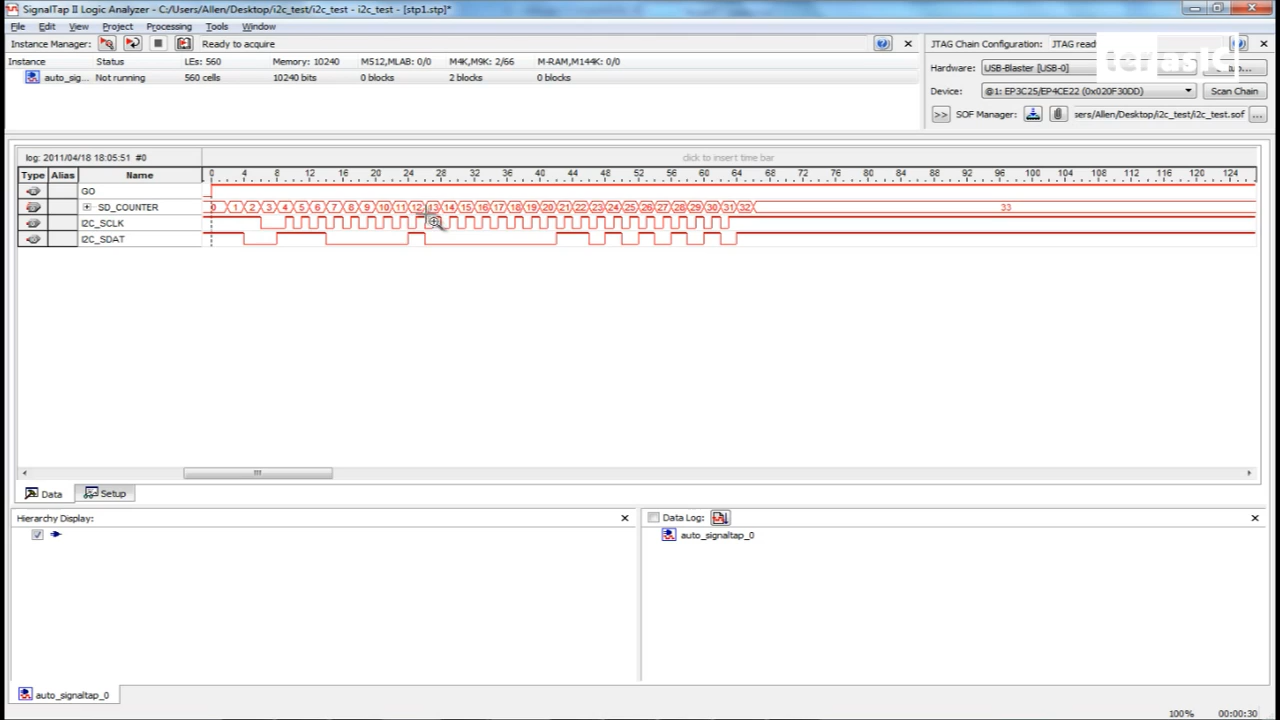 SignalTap II Logic Analyzer - C:/Users/Allen/Desktop/i2c_test/i2c_test - i2c_test - [stp1.stp]*
File Edit View Project Processing Tools Window
Instance Manager: Ready to acquire
JTAG Chain Configuration: JTAG ready
Instance Status LEs: 560 Memory: 10240 M512,MLAB: 0/0 M4K,M9K: 2/66 M-RAM,M144K: 0/0
auto_sig... Not running 560 cells 10240 bits 0 blocks 2 blocks 0 blocks
terasic
Hardware: USB-Blaster [USB-0]
Device: @1: EP3C25/EP4CE22 (0x020F30DD) Scan Chain
>> SOF Manager: sers/Allen/Desktop/i2c_test/i2c_test.sof ...
log: 2011/04/18 18:05:51 #0 click to insert time bar
Type Alias Name 0 4 8 12 16 20 24 28 32 36 40 44 48 52 56 60 64 68 72 76 80 84 88 92 96 100 104 108 112 116 120 124
GO
SD_COUNTER 0 1 2 3 4 5 6 7 8 9 10 11 12 13 14 15 16 17 18 19 20 21 22 23 24 25 26 27 28 29 30 31 32 33
I2C_SCLK
I2C_SDAT
Data Setup
Hierarchy Display:
Data Log:
auto_signaltap_0
auto_signaltap_0
100% 00:00:30